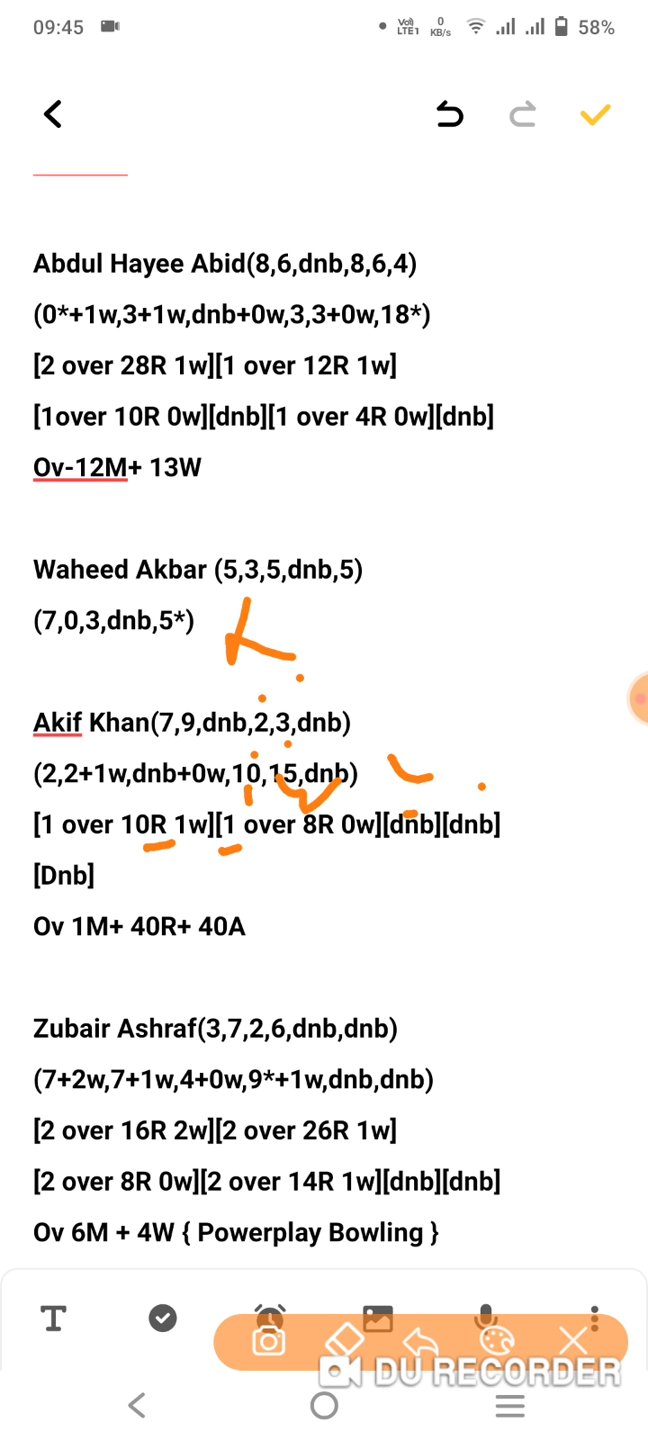 09:45
Vo) LTE1 0 KB/s 58%
Abdul Hayee Abid(8,6,dnb,8,6,4)
(0*+1w,3+1w,dnb+0w,3,3+0w,18*)
[2 over 28R 1w][1 over 12R 1w]
[1over 10R 0w][dnb][1 over 4R 0w][dnb]
Ov-12M+ 13W
Waheed Akbar (5,3,5,dnb,5)
(7,0,3,dnb,5*)
Akif Khan(7,9,dnb,2,3,dnb)
(2,2+1w,dnb+0w,10,15,dnb)
[1 over 10R 1w][1 over 8R 0w][dnb][dnb]
[Dnb]
Ov 1M+ 40R+ 40A
Zubair Ashraf(3,7,2,6,dnb,dnb)
(7+2w,7+1w,4+0w,9*+1w,dnb,dnb)
[2 over 16R 2w][2 over 26R 1w]
[2 over 8R 0w][2 over 14R 1w][dnb][dnb]
Ov 6M + 4W { Powerplay Bowling }
T
DU RECORDER